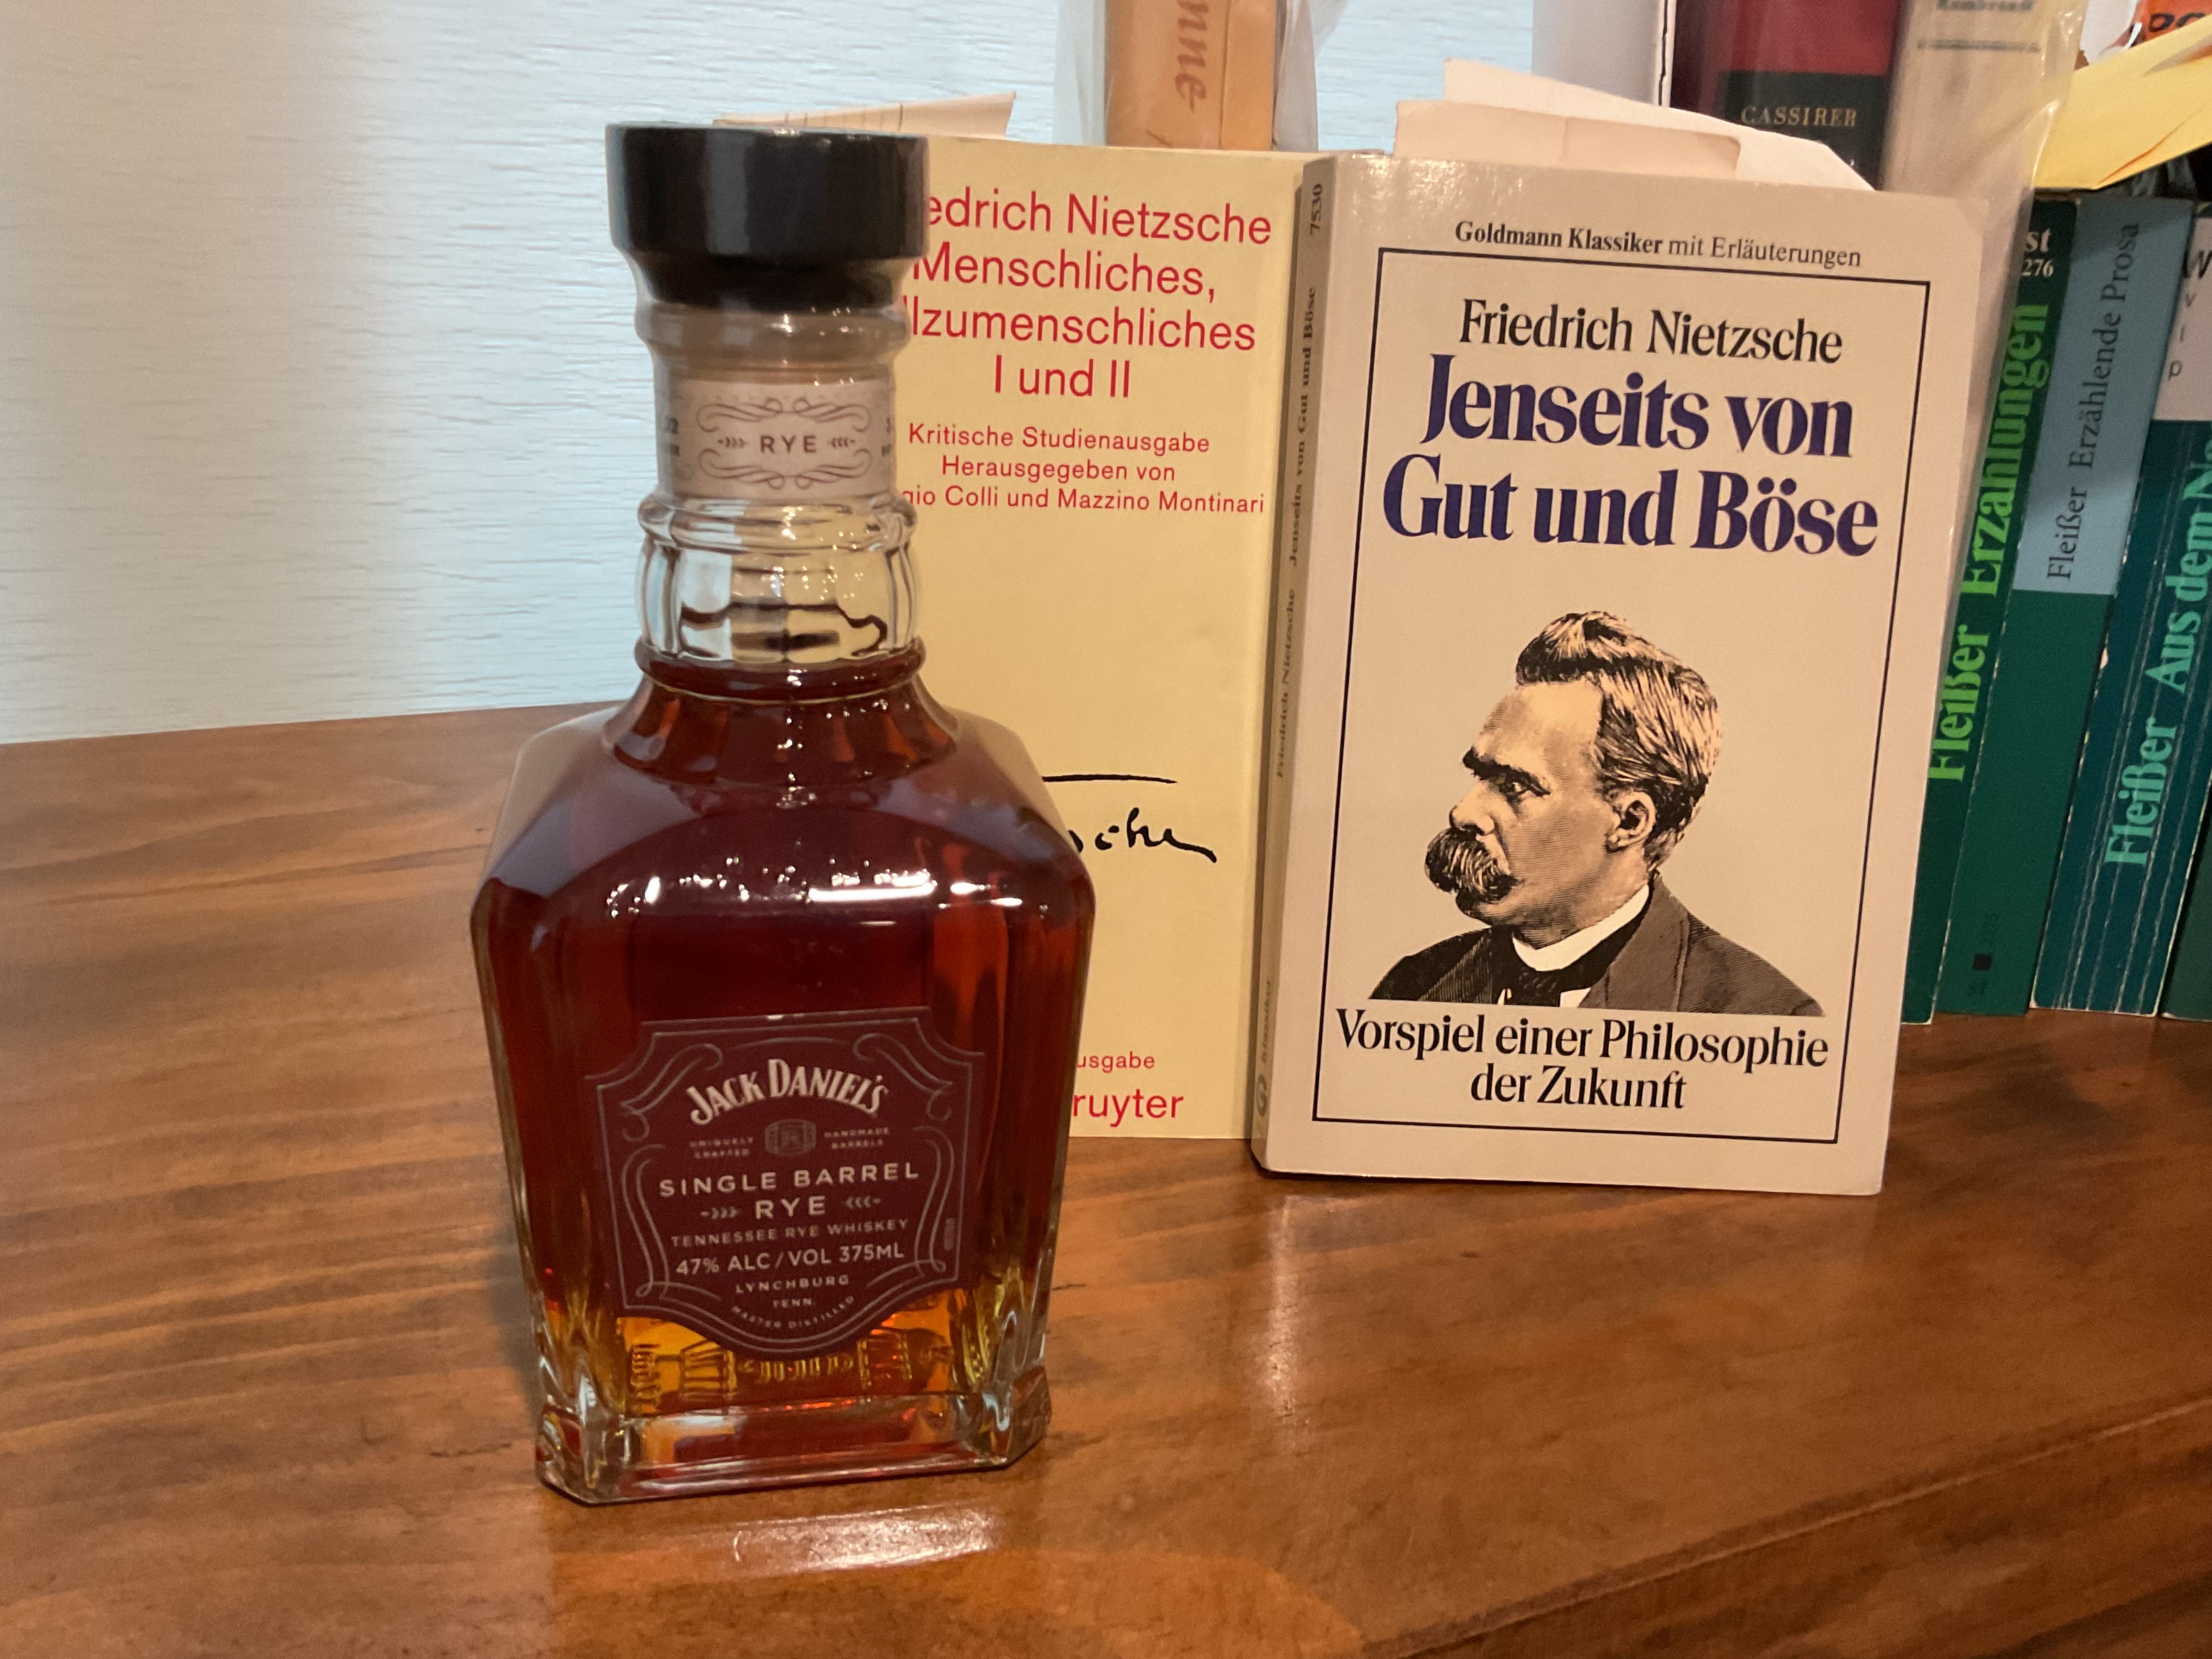 RYE
JACK DANIEL'S
UNIQUELY CRAFTED
HANDMADE BARRELS
SINGLE BARREL
RYE
TENNESSEE RYE WHISKEY
47% ALC/VOL 375ML
LYNCHBURG
TENN.
MASTER DISTILLED
edrich Nietzsche
Menschliches,
llzumenschliches
I und II
Kritische Studienausgabe
Herausgegeben von
gio Colli und Mazzino Montinari
usgabe
ruyter
7530
Friedrich Nietzsche Jenseits von Gut und Böse
Goldmann Klassiker mit Erläuterungen
Friedrich Nietzsche
Jenseits von
Gut und Böse
Vorspiel einer Philosophie
der Zukunft
nne
CASSIRER
st
276
Fleißer Erzählungen
Fleißer Erzählende Prosa
Fleißer Aus dem N